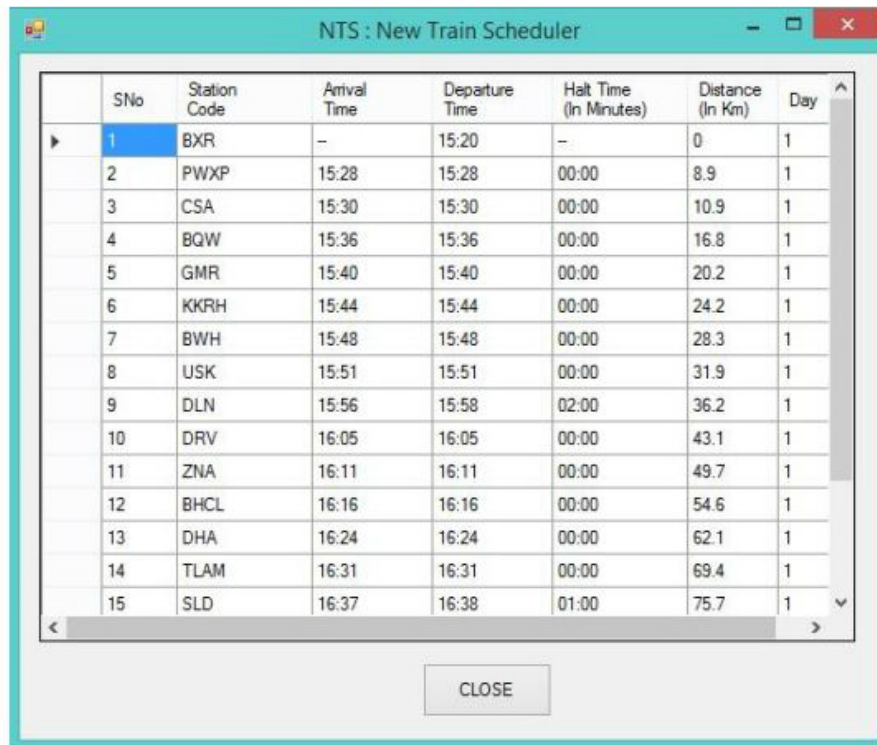 NTS : New Train Scheduler
SNo Station Code Arrival Time Departure Time Halt Time (In Minutes) Distance (In Km) Day
1 BXR -- 15:20 -- 0 1
2 PWXP 15:28 15:28 00:00 8.9 1
3 CSA 15:30 15:30 00:00 10.9 1
4 BQW 15:36 15:36 00:00 16.8 1
5 GMR 15:40 15:40 00:00 20.2 1
6 KKRH 15:44 15:44 00:00 24.2 1
7 BWH 15:48 15:48 00:00 28.3 1
8 USK 15:51 15:51 00:00 31.9 1
9 DLN 15:56 15:58 02:00 36.2 1
10 DRV 16:05 16:05 00:00 43.1 1
11 ZNA 16:11 16:11 00:00 49.7 1
12 BHCL 16:16 16:16 00:00 54.6 1
13 DHA 16:24 16:24 00:00 62.1 1
14 TLAM 16:31 16:31 00:00 69.4 1
15 SLD 16:37 16:38 01:00 75.7 1
CLOSE